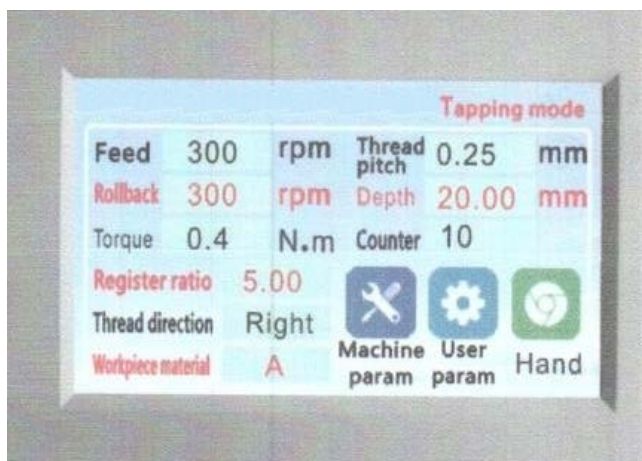 Tapping mode
Feed 300 rpm Thread pitch 0.25 mm
Rollback 300 rpm Depth 20.00 mm
Torque 0.4 N.m Counter 10
Register ratio 5.00
Thread direction Right
Workpiece material A
Machine param User param Hand